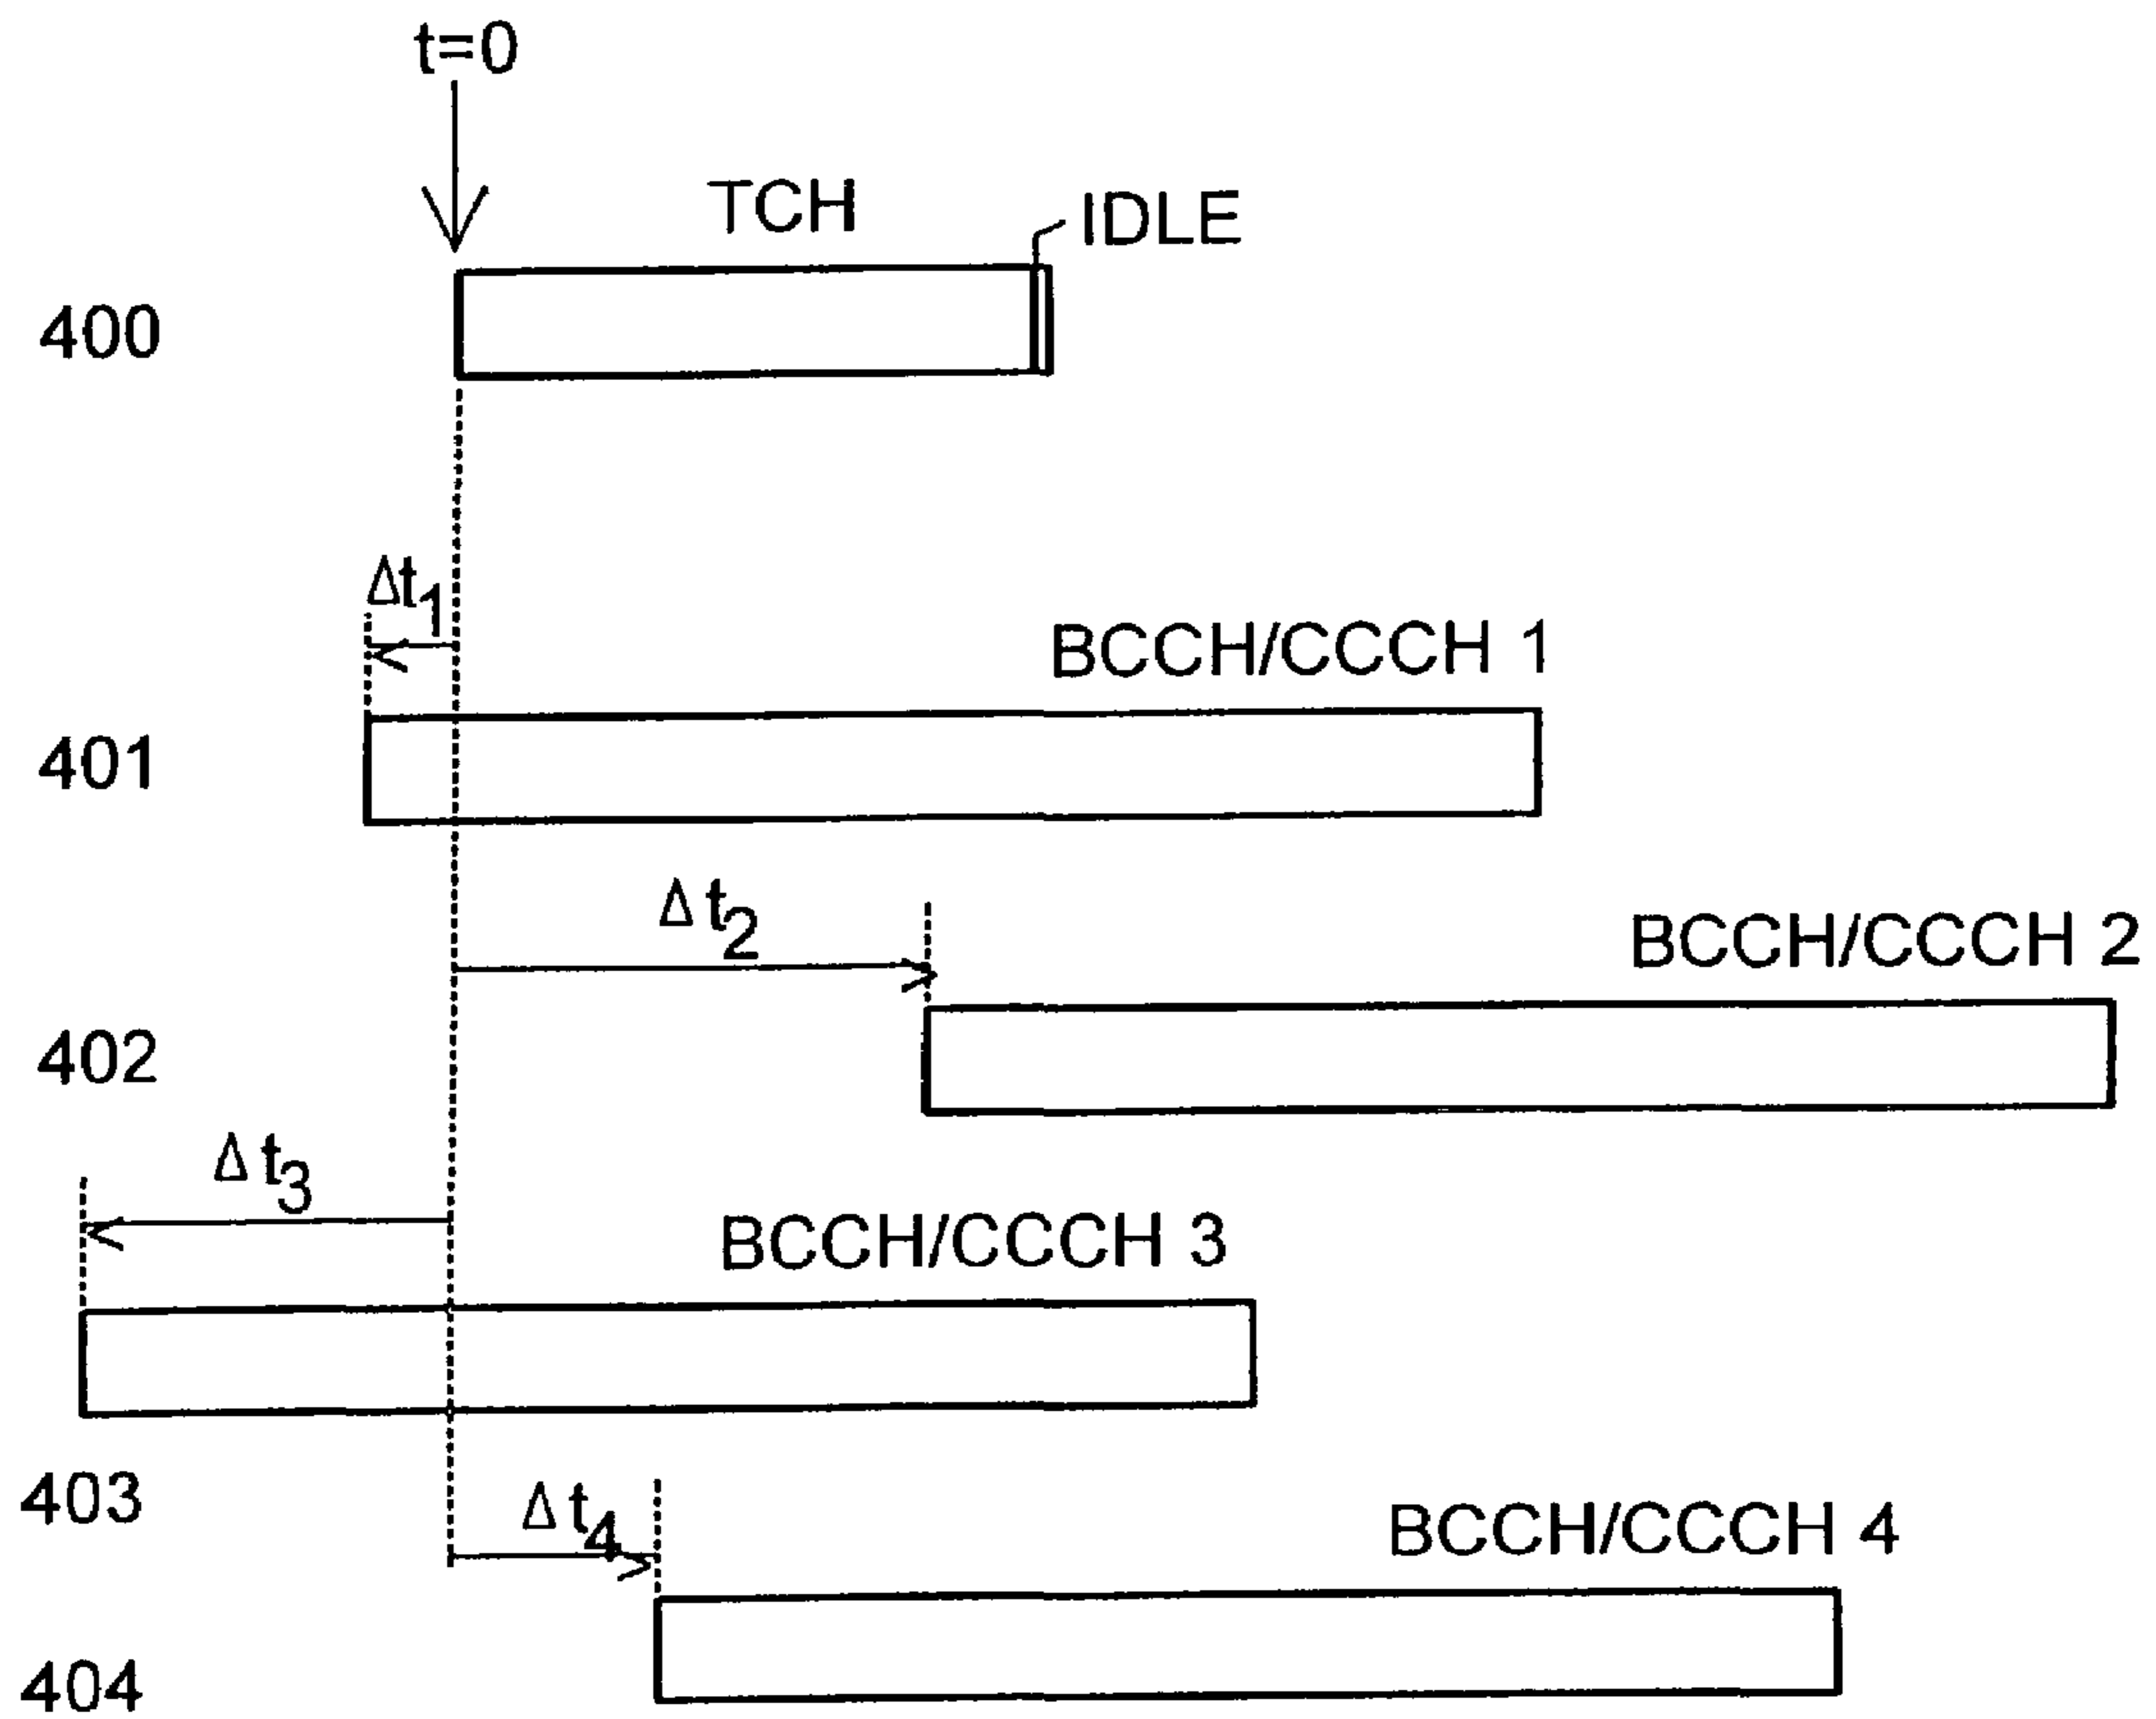 t=0
TCH
IDLE
400
Δt1
BCCH/CCCH 1
401
Δt2
BCCH/CCCH 2
402
Δt3
BCCH/CCCH 3
403
Δt4
BCCH/CCCH 4
404